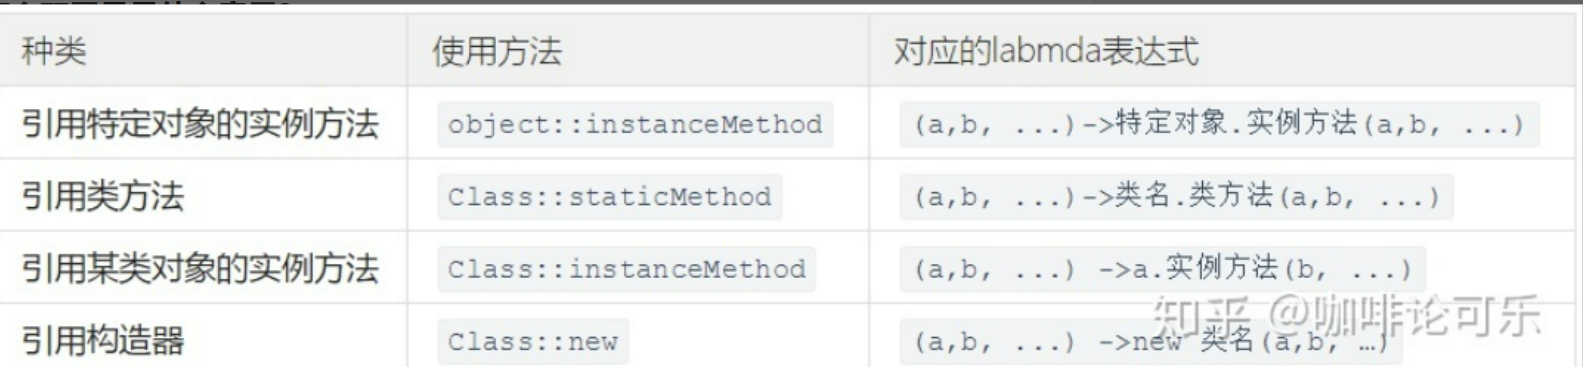 种类 使用方法 对应的labmda表达式
引用特定对象的实例方法 object::instanceMethod (a,b, ...)->特定对象.实例方法(a,b, ...)
引用类方法 Class::staticMethod (a,b, ...)->类名.类方法(a,b, ...)
引用某类对象的实例方法 Class::instanceMethod (a,b, ...) ->a.实例方法(b, ...)
引用构造器 Class::new (a,b, ...) ->new 类名(a,b, …)
知乎 @咖啡论可乐